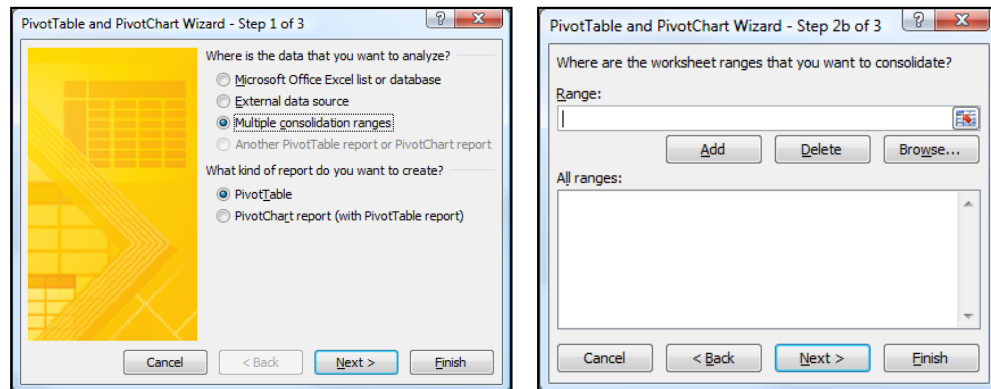 PivotTable and PivotChart Wizard - Step 1 of 3
Where is the data that you want to analyze?
Microsoft Office Excel list or database
External data source
Multiple consolidation ranges
Another PivotTable report or PivotChart report
What kind of report do you want to create?
PivotTable
PivotChart report (with PivotTable report)
Cancel
< Back
Next >
Finish
PivotTable and PivotChart Wizard - Step 2b of 3
Where are the worksheet ranges that you want to consolidate?
Range:
Add
Delete
Browse...
All ranges:
Cancel
< Back
Next >
Finish